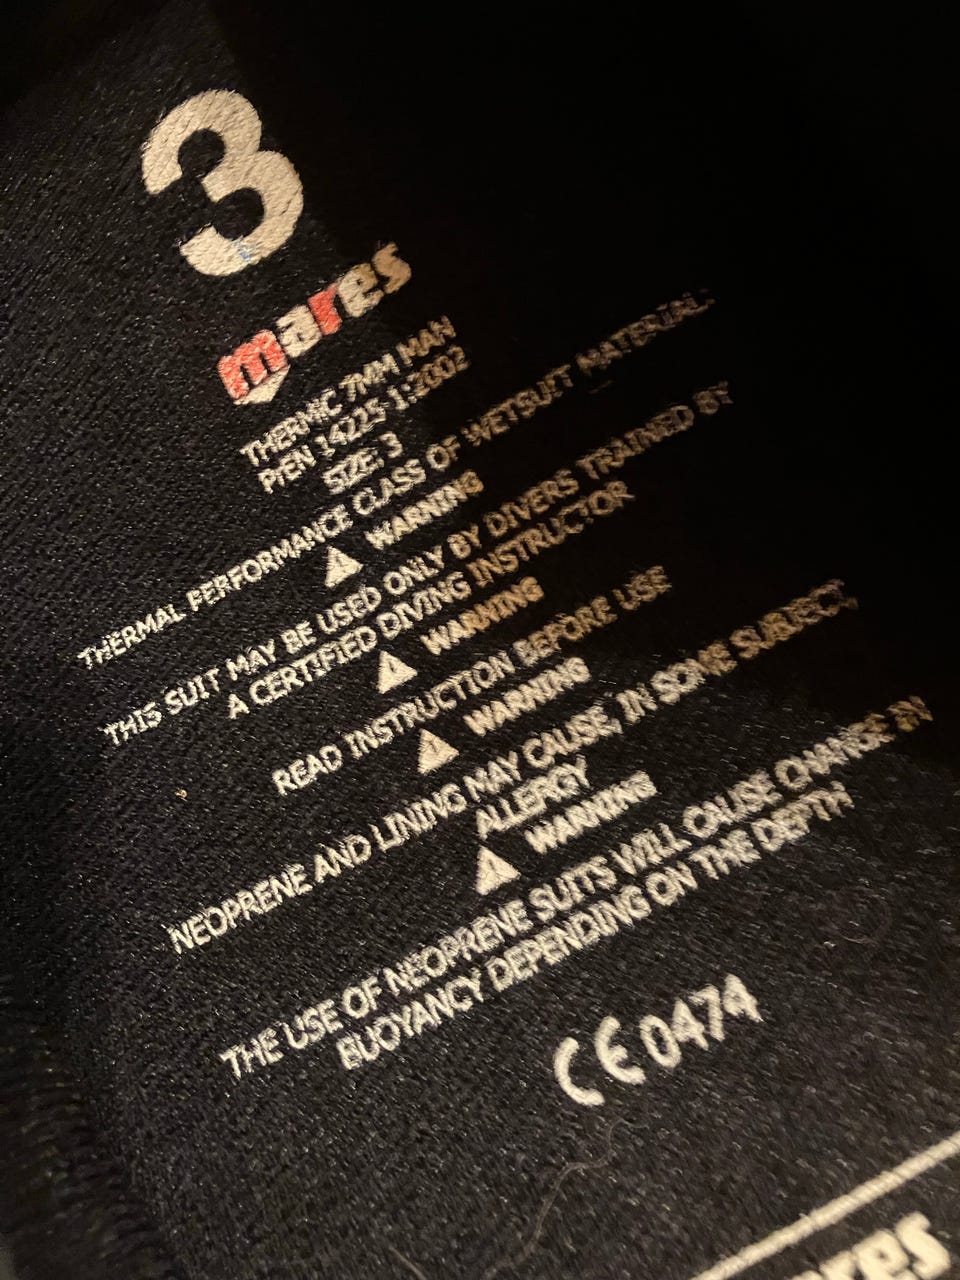 3
mares
THERMIC 7MM MAN
PrEN 14225-1:2002
SIZE: 3
THERMAL PERFORMANCE CLASS OF WETSUIT MATERIAL:
WARNING
THIS SUIT MAY BE USED ONLY BY DIVERS TRAINED BY
A CERTIFIED DIVING INSTRUCTOR
WARNING
READ INSTRUCTION BEFORE USE
WARNING
NEOPRENE AND LINING MAY CAUSE, IN SOME SUBJECT,
ALLERGY
WARNING
THE USE OF NEOPRENE SUITS WILL CAUSE CHANGE IN
BUOYANCY DEPENDING ON THE DEPTH
CE 0474